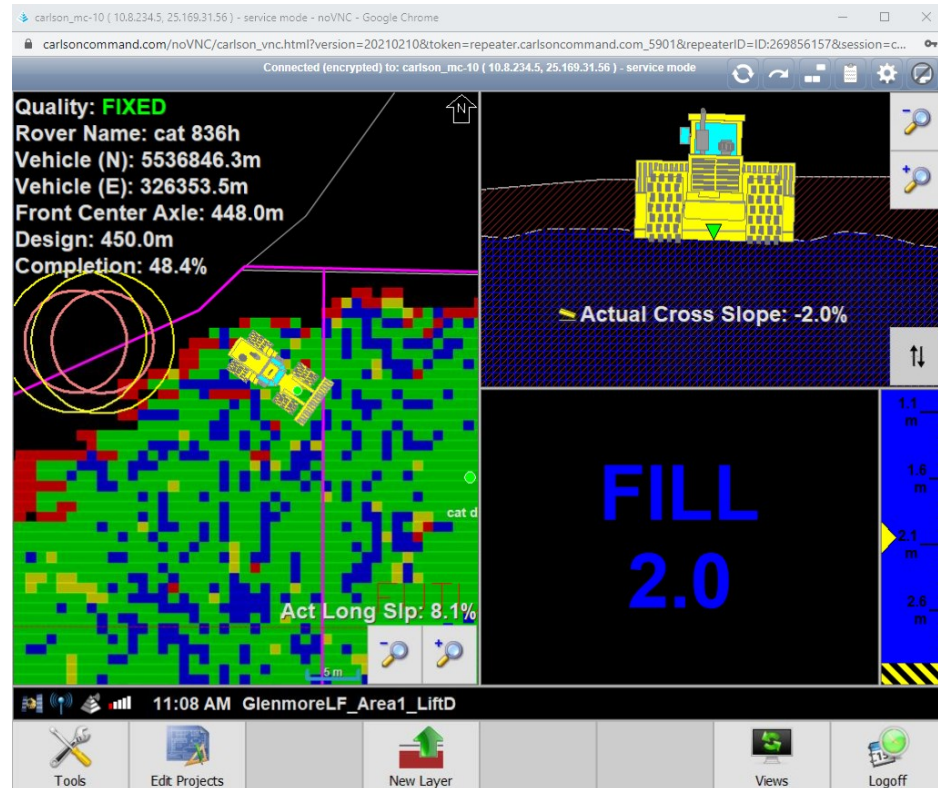 carlson_mc-10 ( 10.8.234.5, 25.169.31.56 ) - service mode - noVNC - Google Chrome
carlsoncommand.com/noVNC/carlson_vnc.html?version=20210210&token=repeater.carlsoncommand.com_5901&repeaterID=ID:269856157&session=c...
Connected (encrypted) to: carlson_mc-10 ( 10.8.234.5, 25.169.31.56 ) - service mode
Quality: FIXED
Rover Name: cat 836h
Vehicle (N): 5536846.3m
Vehicle (E): 326353.5m
Front Center Axle: 448.0m
Design: 450.0m
Completion: 48.4%
N
cat d
Act Long Slp: 8.1%
5 m
Actual Cross Slope: -2.0%
FILL
2.0
1.1
m
1.6
m
2.1
m
2.6
m
11:08 AM GlenmoreLF_Area1_LiftD
Tools
Edit Projects
New Layer
Views
Logoff